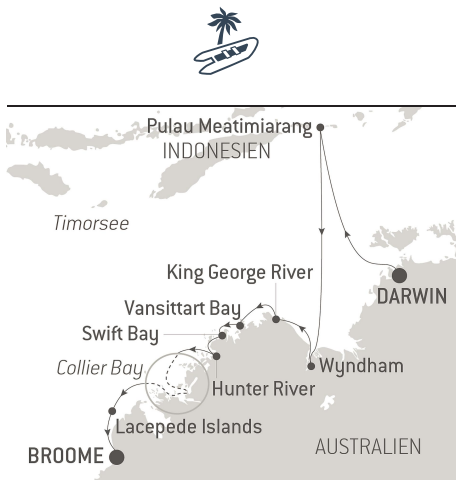 Pulau Meatimiarang
INDONESIEN
Timorsee
King George River
DARWIN
Vansittart Bay
Swift Bay
Collier Bay
Wyndham
Hunter River
Lacepede Islands
AUSTRALIEN
BROOME